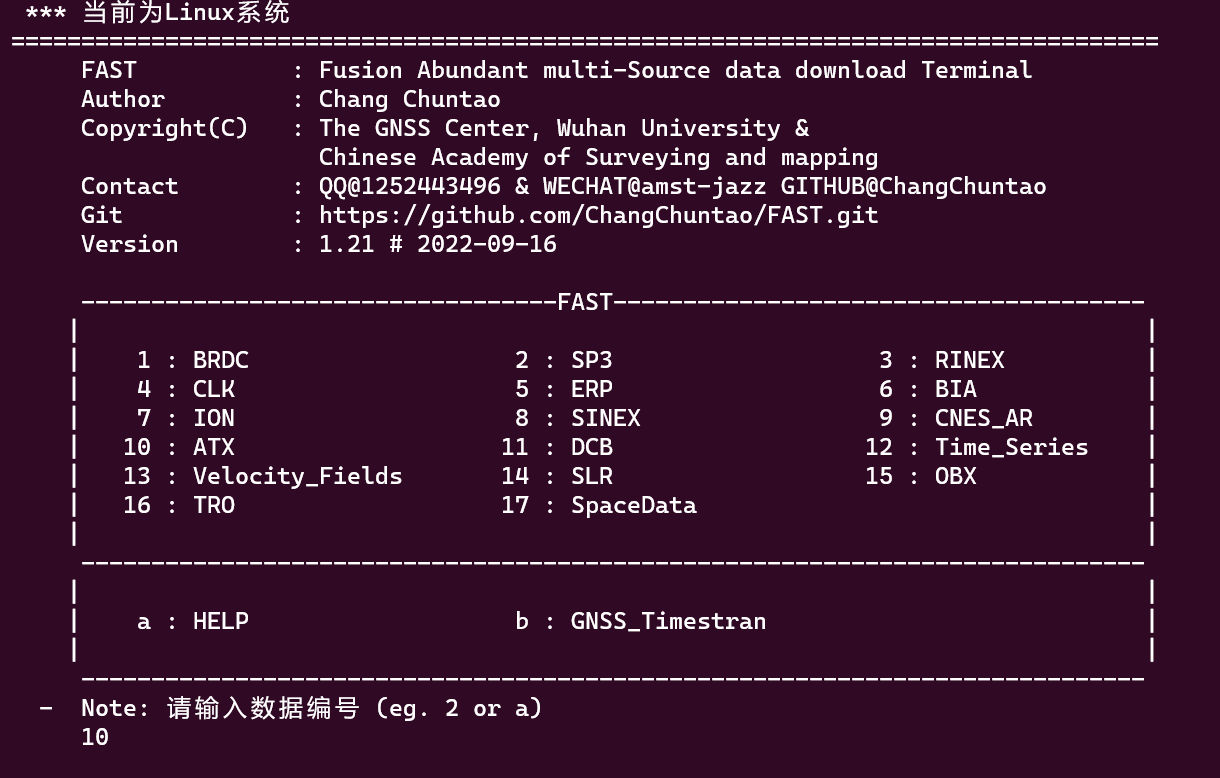 *** 当前为Linux系统
==================================================================================
FAST : Fusion Abundant multi-Source data download Terminal
Author : Chang Chuntao
Copyright(C) : The GNSS Center, Wuhan University &
Chinese Academy of Surveying and mapping
Contact : QQ@1252443496 & WECHAT@amst-jazz GITHUB@ChangChuntao
Git : https://github.com/ChangChuntao/FAST.git
Version : 1.21 # 2022-09-16
----------------------------------FAST--------------------------------------
| |
| 1 : BRDC 2 : SP3 3 : RINEX |
| 4 : CLK 5 : ERP 6 : BIA |
| 7 : ION 8 : SINEX 9 : CNES_AR |
| 10 : ATX 11 : DCB 12 : Time_Series |
| 13 : Velocity_Fields 14 : SLR 15 : OBX |
| 16 : TRO 17 : SpaceData |
| |
----------------------------------------------------------------------------
| |
| a : HELP b : GNSS_Timestran |
| |
----------------------------------------------------------------------------
- Note: 请输入数据编号 (eg. 2 or a)
10